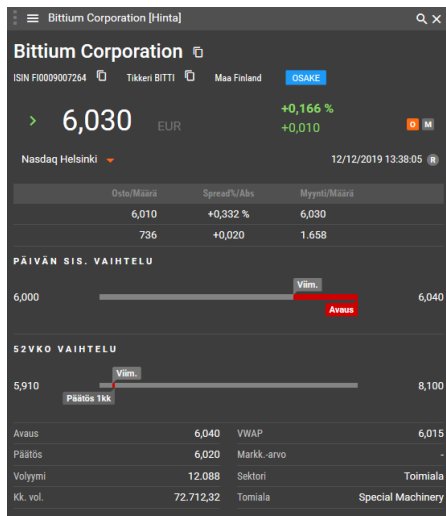 Bittium Corporation [Hinta]
Bittium Corporation
ISIN FI0009007264 Tikkeri BITTI Maa Finland OSAKE
6,030 EUR +0,166 %
+0,010 O M
Nasdaq Helsinki 12/12/2019 13:38:05 R
Osto/Määrä Spread%/Abs Myynti/Määrä
6,010 +0,332 % 6,030
736 +0,020 1.658
PÄIVÄN SIS. VAIHTELU
Viim.
6,000 6,040
Avaus
52VKO VAIHTELU
Viim.
5,910 8,100
Päätös 1kk
Avaus 6,040 VWAP 6,015
Päätös 6,020 Markk.-arvo -
Volyymi 12.088 Sektori Toimiala
Kk. vol. 72.712,32 Tomiala Special Machinery